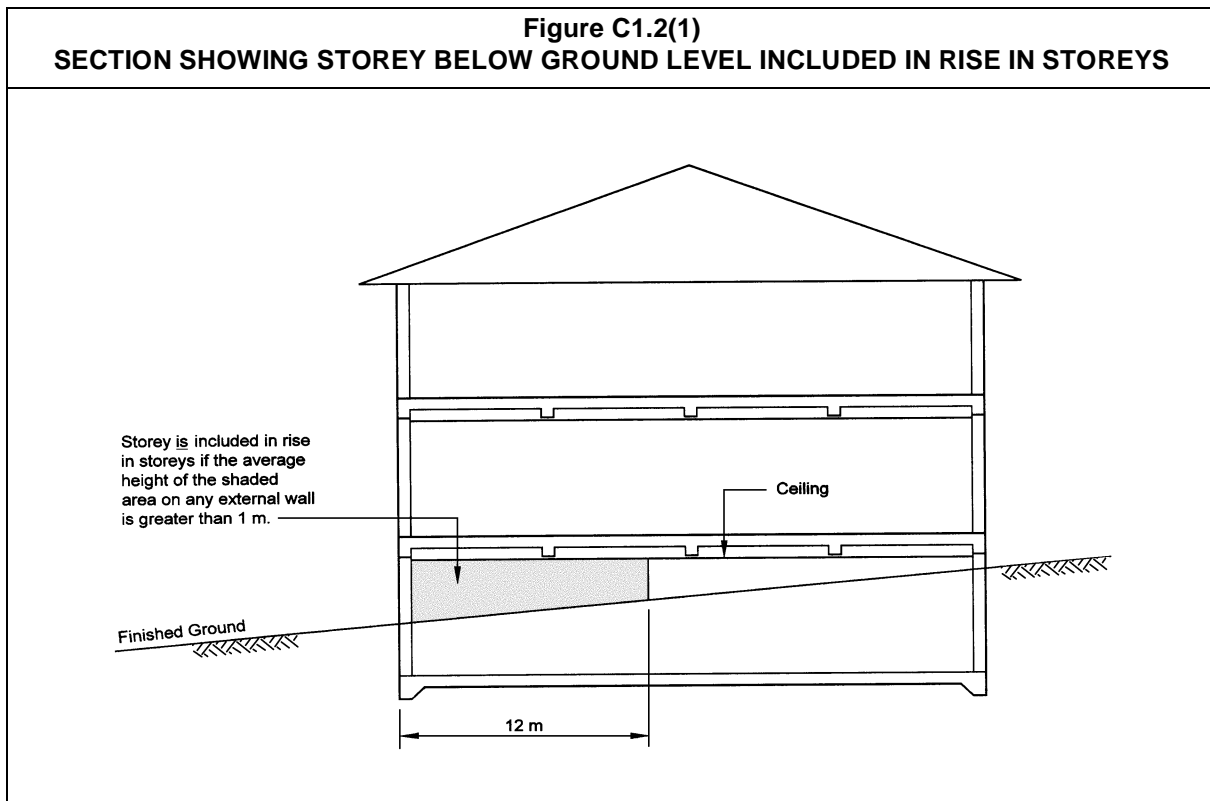 Figure C1.2(1)
SECTION SHOWING STOREY BELOW GROUND LEVEL INCLUDED IN RISE IN STOREYS
Storey is included in rise
in storeys if the average
height of the shaded
area on any external wall
is greater than 1 m.
Ceiling
Finished Ground
12 m